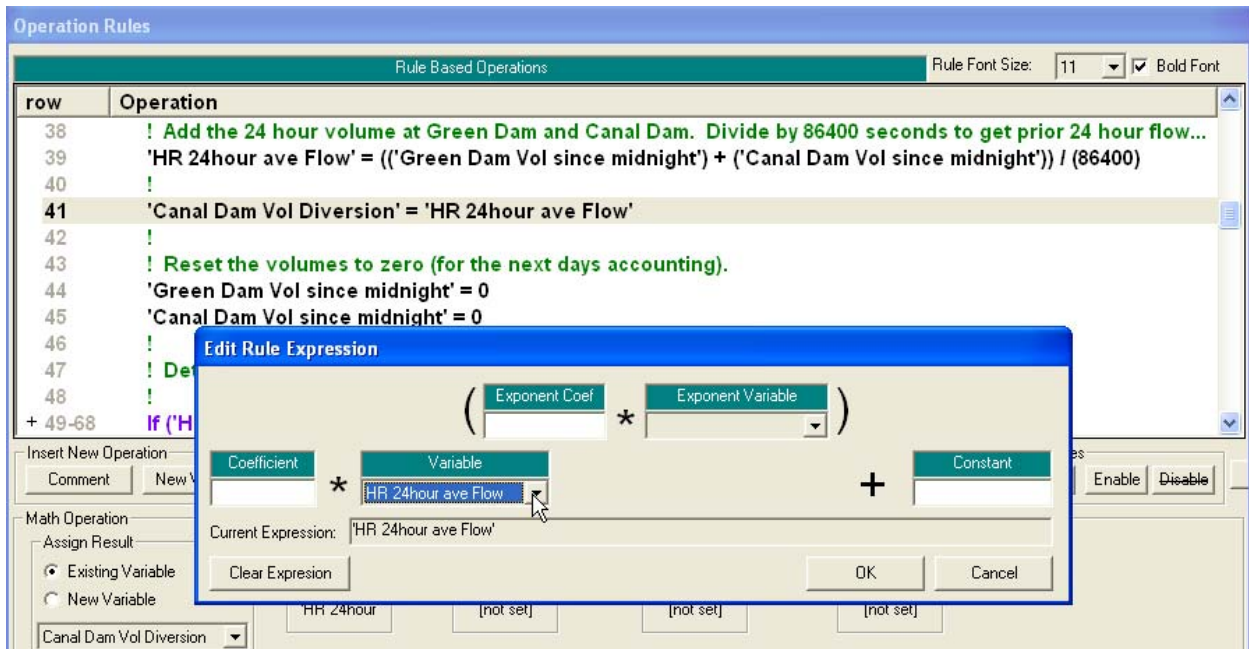 Operation Rules
Rule Based Operations Rule Font Size: 11 Bold Font
row Operation
38 ! Add the 24 hour volume at Green Dam and Canal Dam. Divide by 86400 seconds to get prior 24 hour flow...
39 'HR 24hour ave Flow' = (('Green Dam Vol since midnight') + ('Canal Dam Vol since midnight')) / (86400)
40 !
41 'Canal Dam Vol Diversion' = 'HR 24hour ave Flow'
42 !
43 ! Reset the volumes to zero (for the next days accounting).
44 'Green Dam Vol since midnight' = 0
45 'Canal Dam Vol since midnight' = 0
46 !
47 ! Det
48 !
+ 49-68 If ('H
Edit Rule Expression
( Exponent Coef * Exponent Variable )
Coefficient * Variable + Constant
HR 24hour ave Flow
Current Expression: 'HR 24hour ave Flow'
Clear Expresion OK Cancel
Insert New Operation
Comment New Enable Disable
Math Operation
Assign Result
Existing Variable
New Variable
'HR 24hour [not set] [not set] [not set]
Canal Dam Vol Diversion